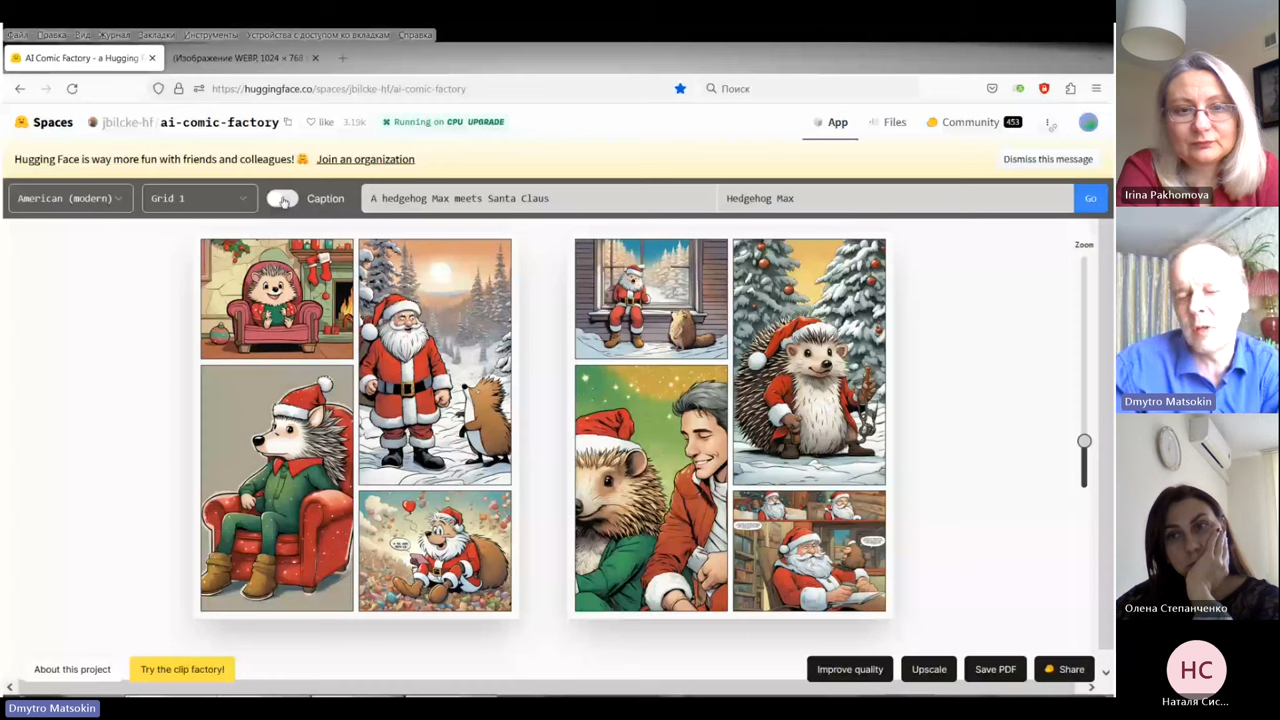 Файл Правка Вид Журнал Закладки Инструменты Устройства с доступом ко вкладкам Справка
AI Comic Factory - a Hugging F
(Изображение WEBP, 1024 × 768
https://huggingface.co/spaces/jbilcke-hf/ai-comic-factory
Поиск
Spaces
jbilcke-hf/ai-comic-factory
like 3.19k
Running on CPU UPGRADE
App
Files
Community 453
Hugging Face is way more fun with friends and colleagues! Join an organization
Dismiss this message
American (modern)
Grid 1
Caption
A hedgehog Max meets Santa Claus
Hedgehog Max
Go
Zoom
About this project
Try the clip factory!
Improve quality
Upscale
Save PDF
Share
Dmytro Matsokin
Irina Pakhomova
Dmytro Matsokin
Олена Степанченко
НС
Наталя Сис...